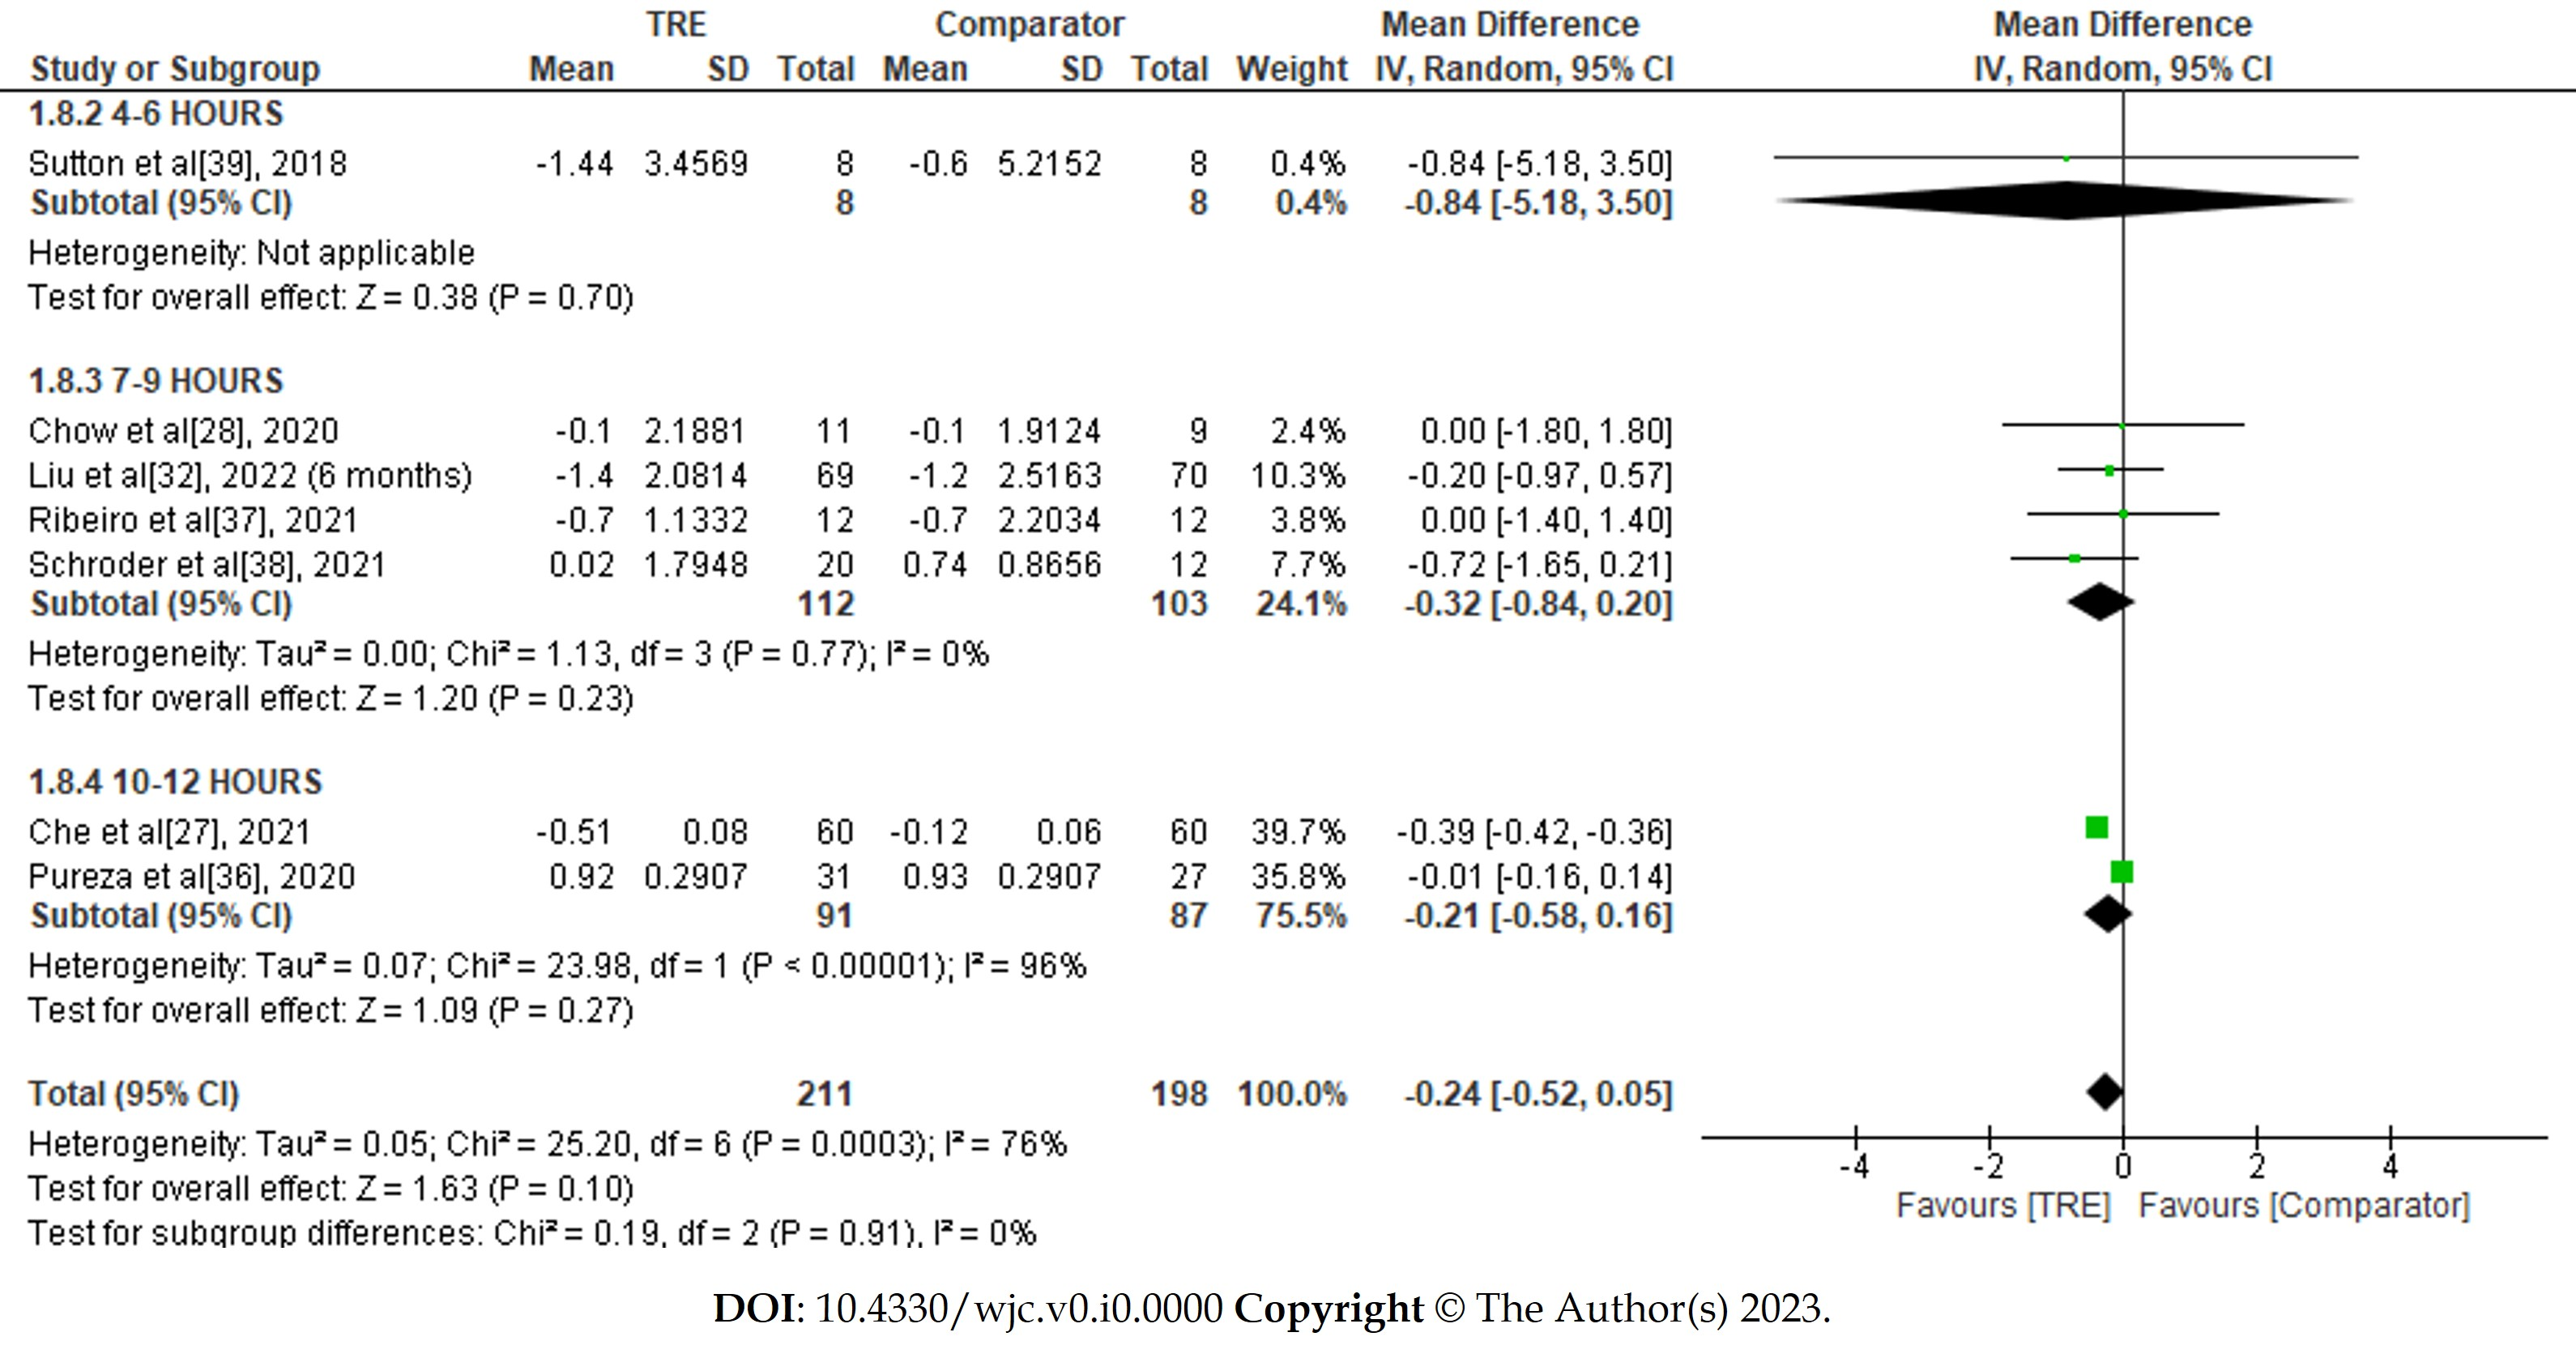 TRE Comparator Mean Difference Mean Difference
Study or Subgroup Mean SD Total Mean SD Total Weight IV, Random, 95% CI IV, Random, 95% CI
1.8.2 4-6 HOURS
Sutton et al[39], 2018 -1.44 3.4569 8 -0.6 5.2152 8 0.4% -0.84 [-5.18, 3.50]
Subtotal (95% CI) 8 8 0.4% -0.84 [-5.18, 3.50]
Heterogeneity: Not applicable
Test for overall effect: Z = 0.38 (P = 0.70)
1.8.3 7-9 HOURS
Chow et al[28], 2020 -0.1 2.1881 11 -0.1 1.9124 9 2.4% 0.00 [-1.80, 1.80]
Liu et al[32], 2022 (6 months) -1.4 2.0814 69 -1.2 2.5163 70 10.3% -0.20 [-0.97, 0.57]
Ribeiro et al[37], 2021 -0.7 1.1332 12 -0.7 2.2034 12 3.8% 0.00 [-1.40, 1.40]
Schroder et al[38], 2021 0.02 1.7948 20 0.74 0.8656 12 7.7% -0.72 [-1.65, 0.21]
Subtotal (95% CI) 112 103 24.1% -0.32 [-0.84, 0.20]
Heterogeneity: Tau² = 0.00; Chi² = 1.13, df = 3 (P = 0.77); I² = 0%
Test for overall effect: Z = 1.20 (P = 0.23)
1.8.4 10-12 HOURS
Che et al[27], 2021 -0.51 0.08 60 -0.12 0.06 60 39.7% -0.39 [-0.42, -0.36]
Pureza et al[36], 2020 0.92 0.2907 31 0.93 0.2907 27 35.8% -0.01 [-0.16, 0.14]
Subtotal (95% CI) 91 87 75.5% -0.21 [-0.58, 0.16]
Heterogeneity: Tau² = 0.07; Chi² = 23.98, df = 1 (P < 0.00001); I² = 96%
Test for overall effect: Z = 1.09 (P = 0.27)
Total (95% CI) 211 198 100.0% -0.24 [-0.52, 0.05]
Heterogeneity: Tau² = 0.05; Chi² = 25.20, df = 6 (P = 0.0003); I² = 76%
Test for overall effect: Z = 1.63 (P = 0.10)
Test for subgroup differences: Chi² = 0.19, df = 2 (P = 0.91), I² = 0%
-4 -2 0 2 4
Favours [TRE] Favours [Comparator]
DOI: 10.4330/wjc.v0.i0.0000 Copyright © The Author(s) 2023.